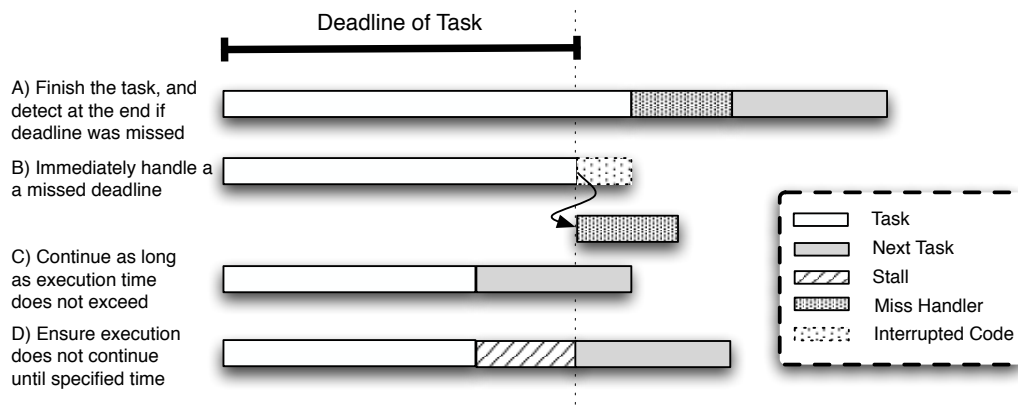 Deadline of Task
A) Finish the task, and
detect at the end if
deadline was missed
B) Immediately handle a
a missed deadline
C) Continue as long
as execution time
does not exceed
D) Ensure execution
does not continue
until specified time
Task
Next Task
Stall
Miss Handler
Interrupted Code